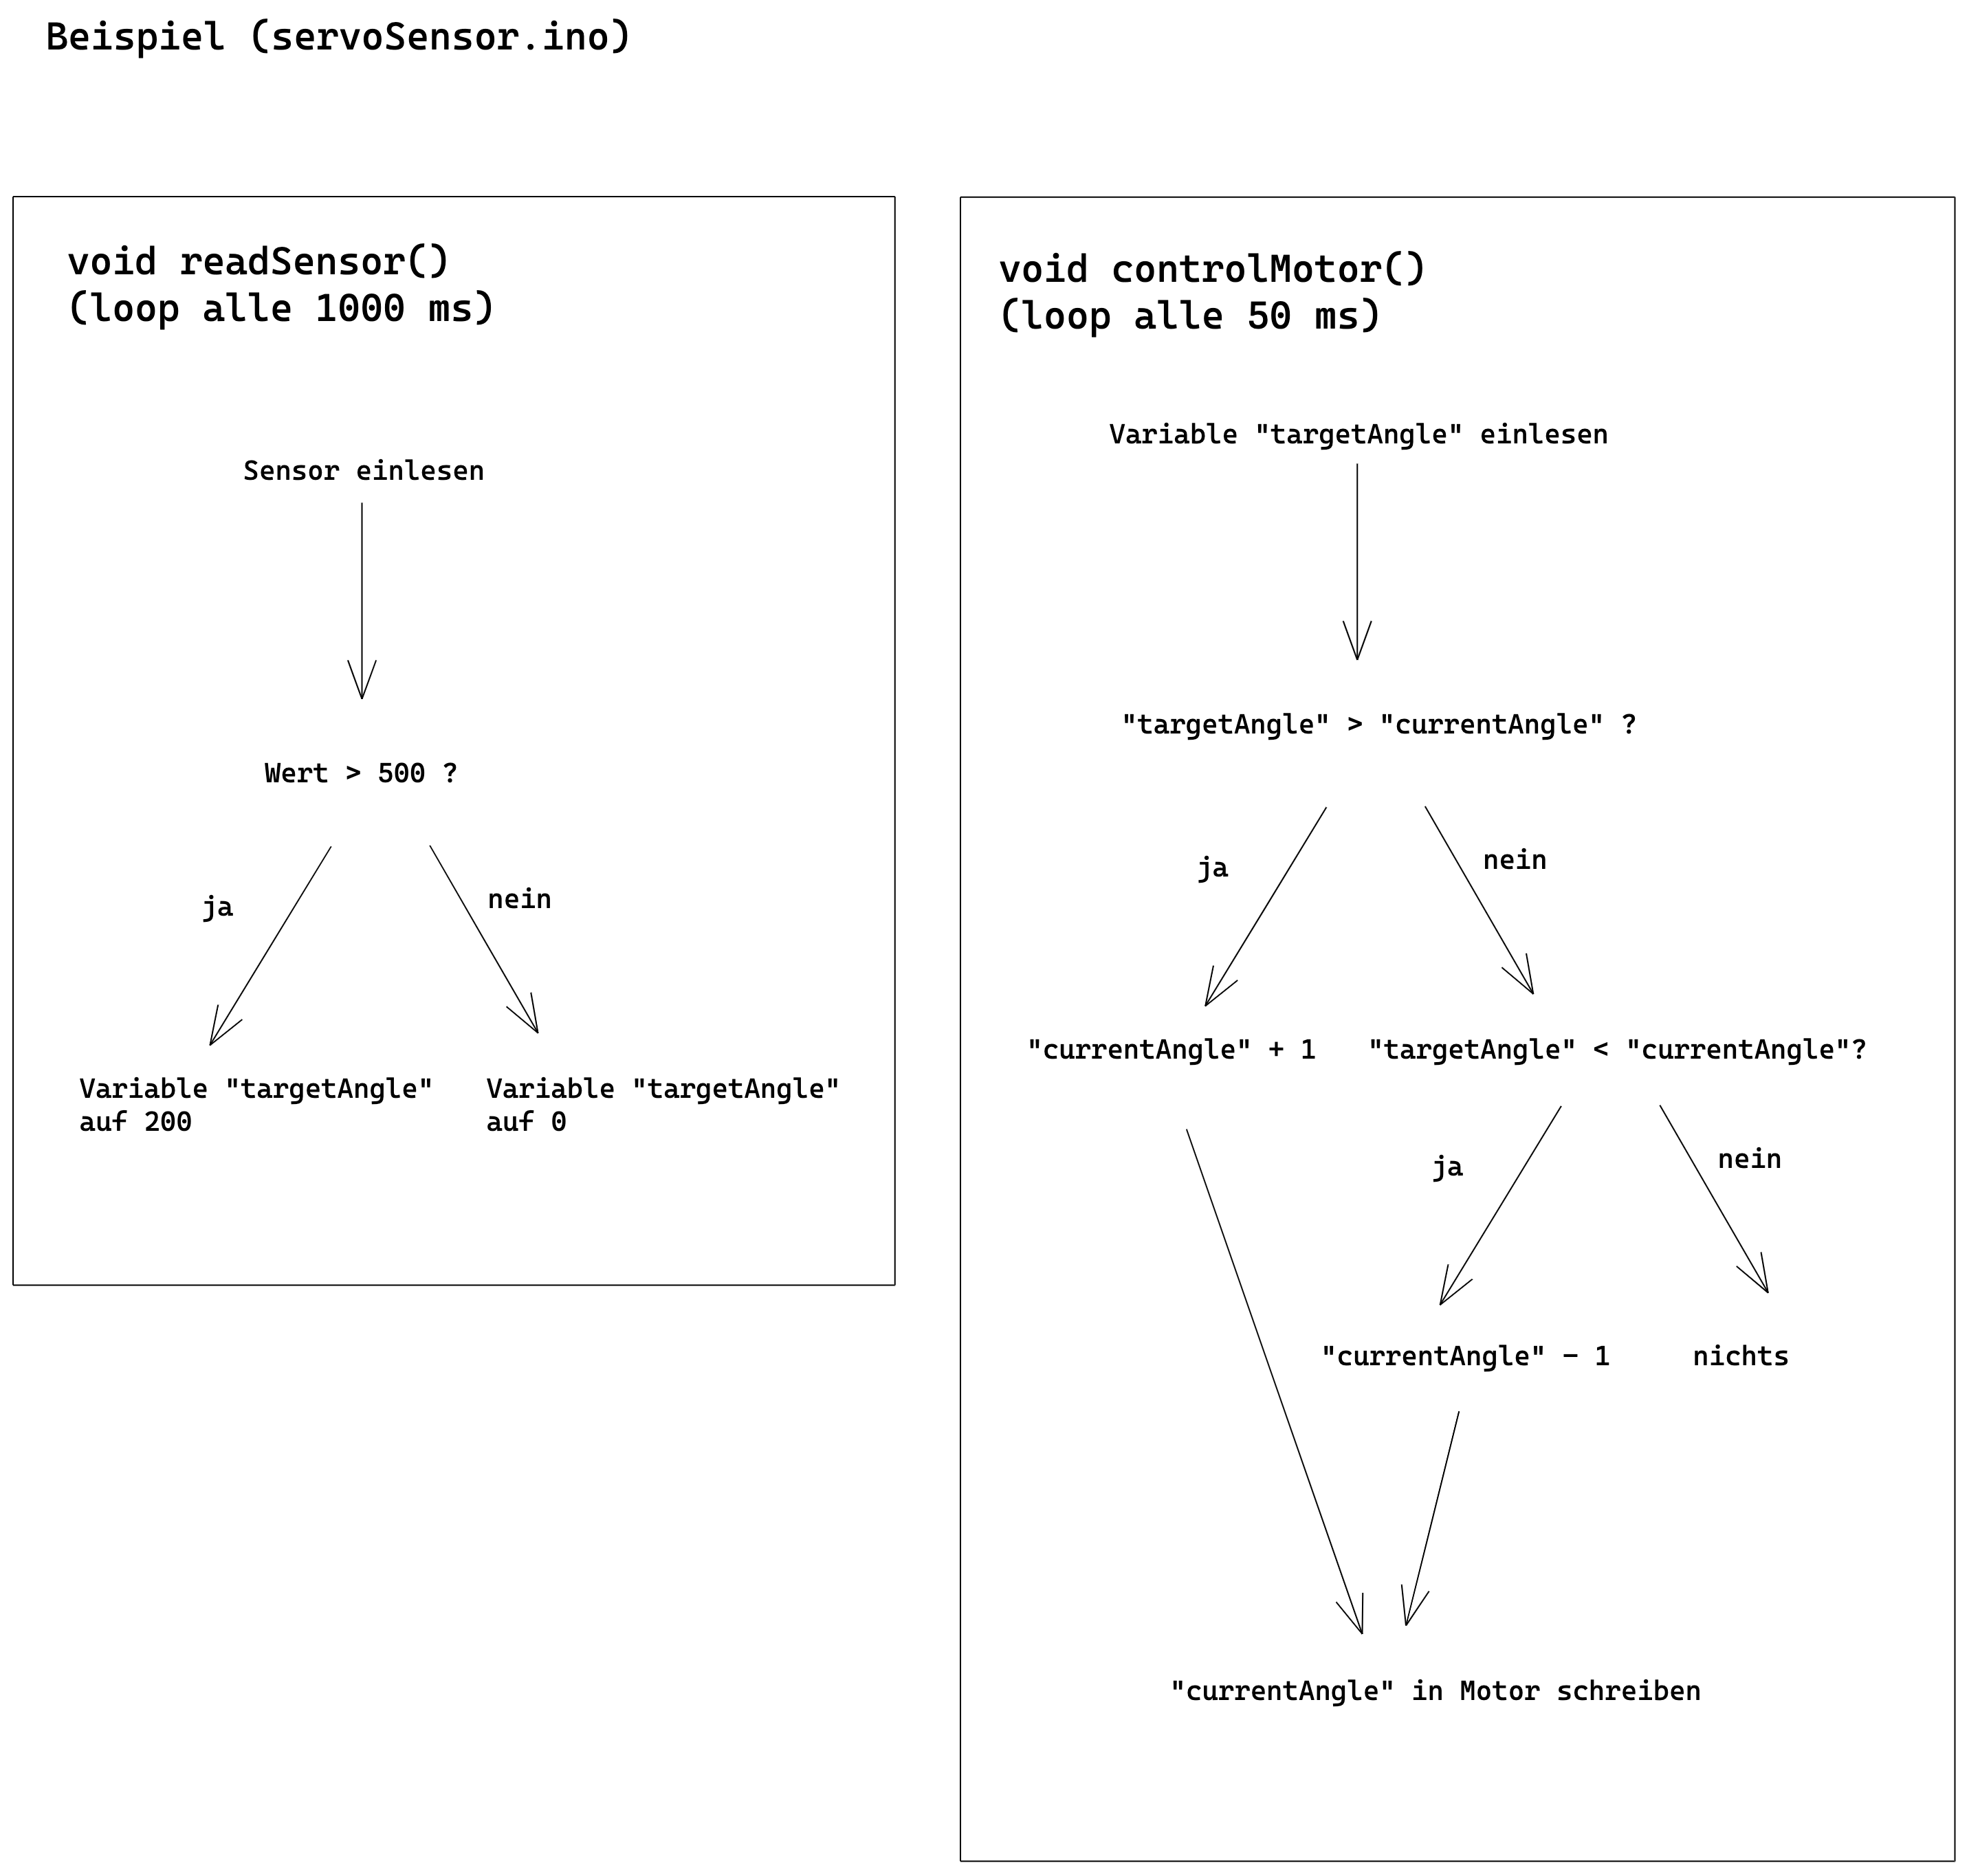 Beispiel (servoSensor.ino)
void readSensor()
(loop alle 1000 ms)
Sensor einlesen
Wert > 500 ?
ja
nein
Variable "targetAngle"
auf 200
Variable "targetAngle"
auf 0
void controlMotor()
(loop alle 50 ms)
Variable "targetAngle" einlesen
"targetAngle" > "currentAngle" ?
ja
nein
"currentAngle" + 1
"targetAngle" < "currentAngle"?
ja
nein
"currentAngle" - 1
nichts
"currentAngle" in Motor schreiben